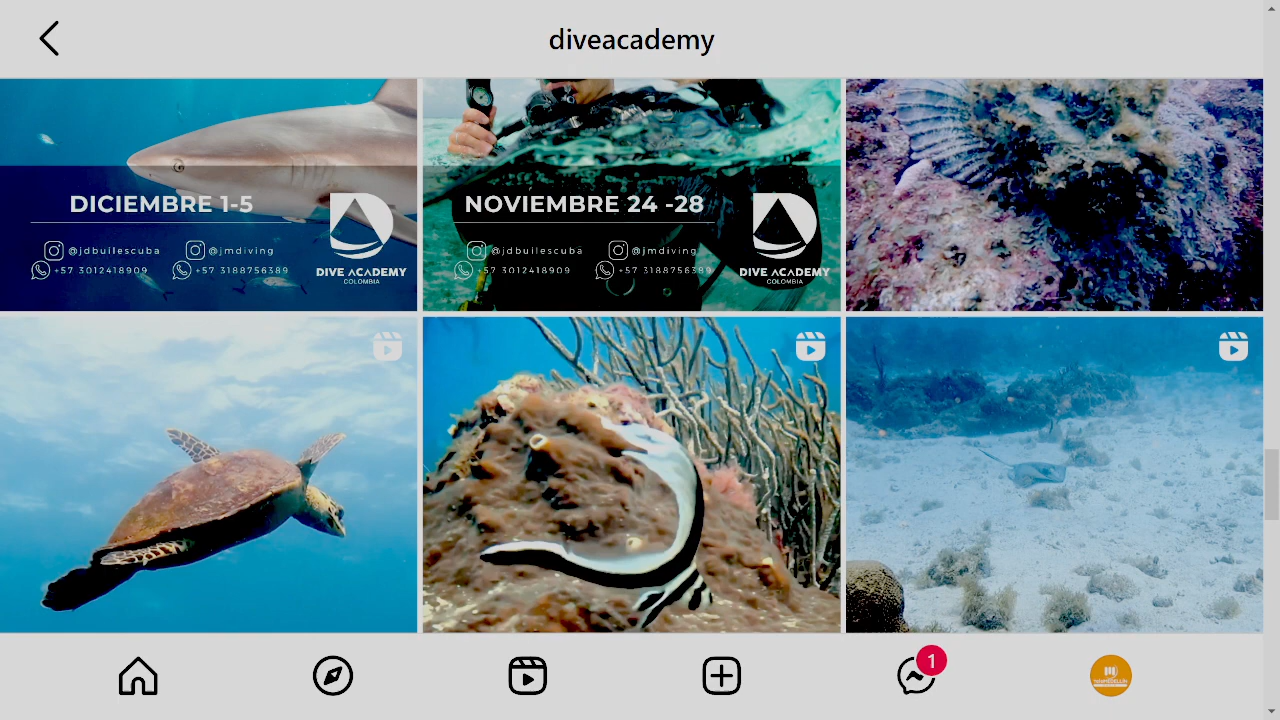 diveacademy
DICIEMBRE 1-5
@jdbuilescuba @jmdiving
+57 3012418909 +57 3188756389
DIVE ACADEMY
COLOMBIA
NOVIEMBRE 24 -28
@jdbuilescuba @jmdiving
+57 3012418909 +57 3188756389
DIVE ACADEMY
COLOMBIA
1